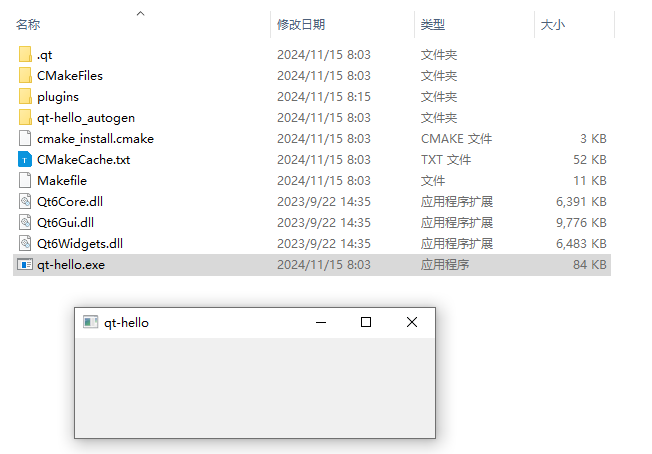 名称 修改日期 类型 大小
.qt 2024/11/15 8:03 文件夹
CMakeFiles 2024/11/15 8:03 文件夹
plugins 2024/11/15 8:15 文件夹
qt-hello_autogen 2024/11/15 8:03 文件夹
cmake_install.cmake 2024/11/15 8:03 CMAKE 文件 3 KB
CMakeCache.txt 2024/11/15 8:03 TXT 文件 52 KB
Makefile 2024/11/15 8:03 文件 11 KB
Qt6Core.dll 2023/9/22 14:35 应用程序扩展 6,391 KB
Qt6Gui.dll 2023/9/22 14:35 应用程序扩展 9,776 KB
Qt6Widgets.dll 2023/9/22 14:35 应用程序扩展 6,483 KB
qt-hello.exe 2024/11/15 8:03 应用程序 84 KB
qt-hello